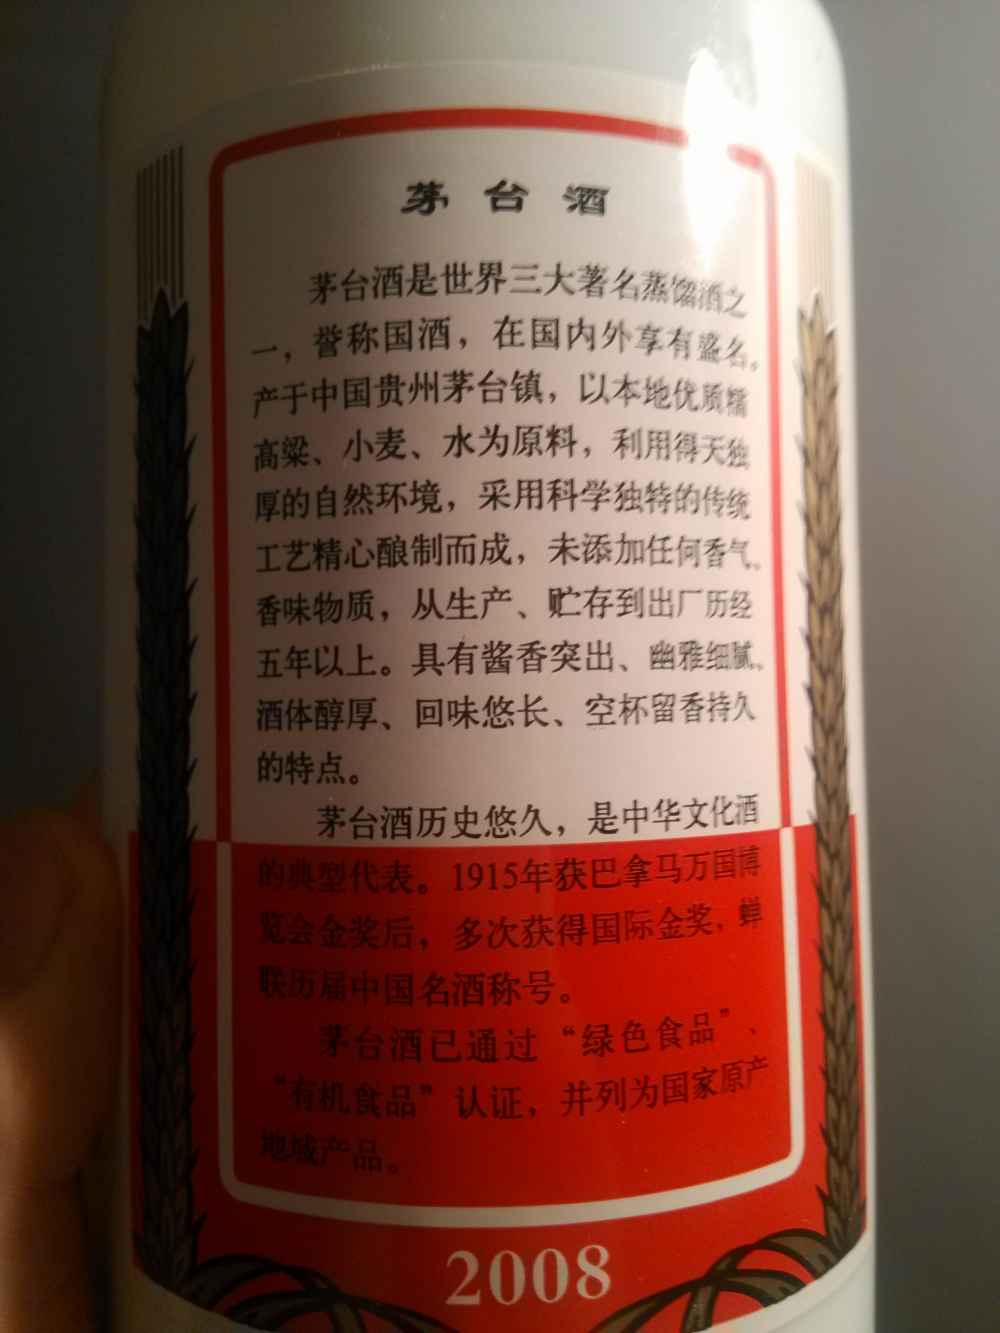 茅台酒
茅台酒是世界三大著名蒸馏酒之
一，誉称国酒，在国内外享有盛名。
产于中国贵州茅台镇，以本地优质糯
高粱、小麦、水为原料，利用得天独
厚的自然环境，采用科学独特的传统
工艺精心酿制而成，未添加任何香气、
香味物质，从生产、贮存到出厂历经
五年以上。具有酱香突出、幽雅细腻、
酒体醇厚、回味悠长、空杯留香持久
的特点。
茅台酒历史悠久，是中华文化酒
的典型代表。1915年获巴拿马万国博
览会金奖后，多次获得国际金奖，蝉
联历届中国名酒称号。
茅台酒已通过“绿色食品”、
“有机食品”认证，并列为国家原产
地域产品。
2008